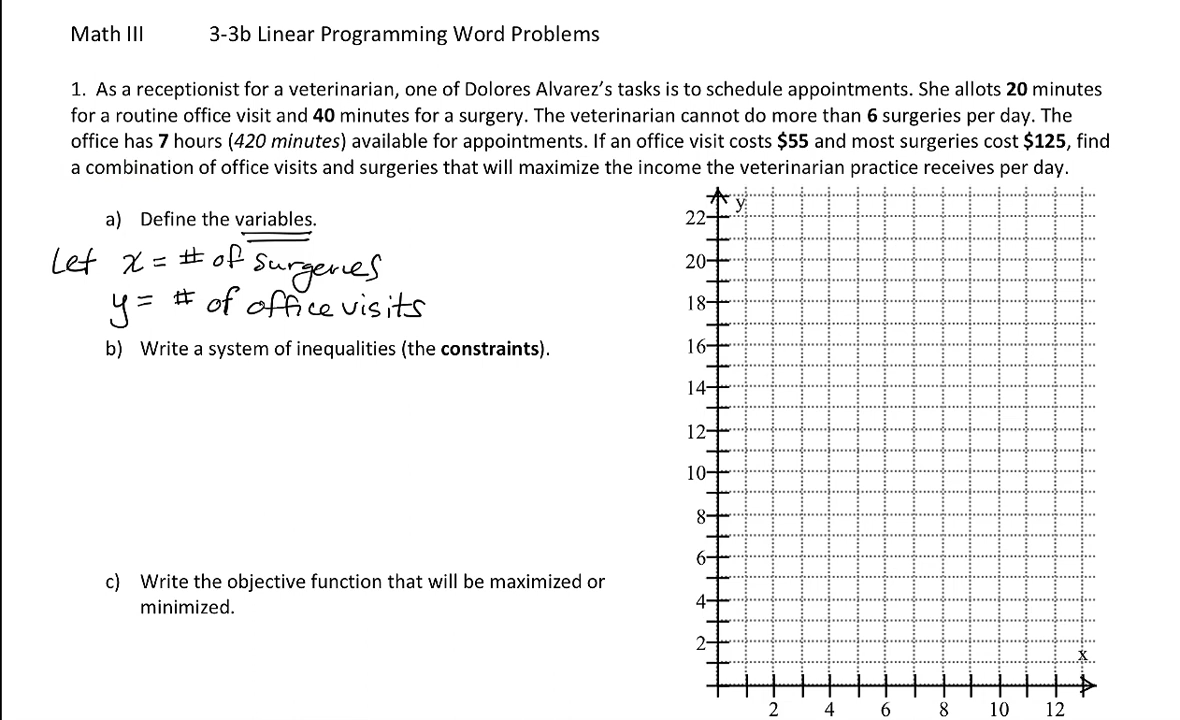 Math III 3-3b Linear Programming Word Problems
1. As a receptionist for a veterinarian, one of Dolores Alvarez's tasks is to schedule appointments. She allots 20 minutes
for a routine office visit and 40 minutes for a surgery. The veterinarian cannot do more than 6 surgeries per day. The
office has 7 hours (420 minutes) available for appointments. If an office visit costs $55 and most surgeries cost $125, find
a combination of office visits and surgeries that will maximize the income the veterinarian practice receives per day.
a) Define the variables.
Let x = # of surgeries
y = # of office visits
b) Write a system of inequalities (the constraints).
c) Write the objective function that will be maximized or
minimized.
y
22
20
18
16
14
12
10
8
6
4
2
x
2 4 6 8 10 12